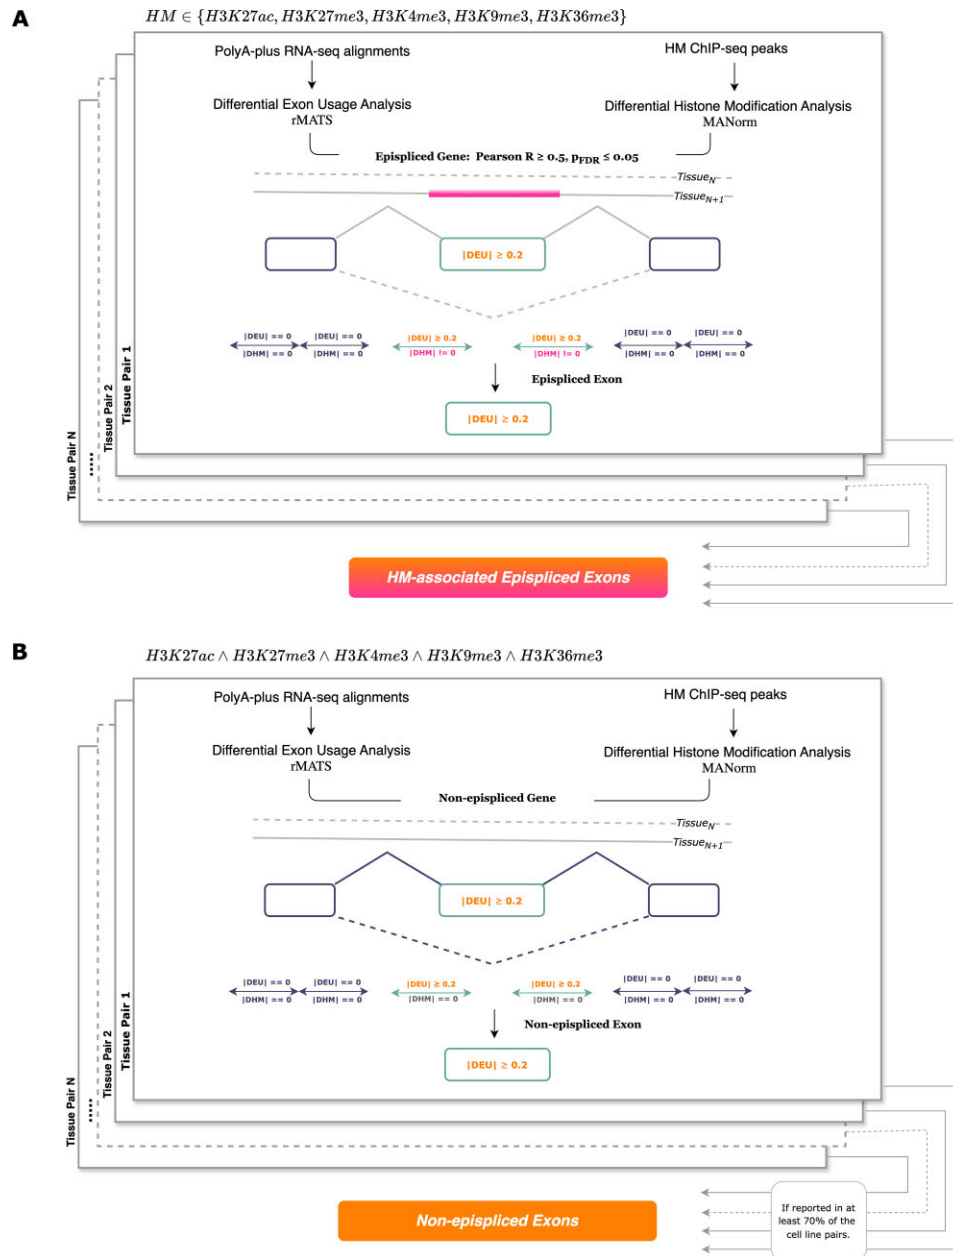 A
HM ∈ {H3K27ac, H3K27me3, H3K4me3, H3K9me3, H3K36me3}
PolyA-plus RNA-seq alignments
HM ChIP-seq peaks
Differential Exon Usage Analysis
rMATS
Differential Histone Modification Analysis
MANorm
Epispliced Gene: Pearson R ≥ 0.5, pFDR ≤ 0.05
TissueN
TissueN+1
|DEU| ≥ 0.2
|DEU| == 0 |DEU| == 0 |DEU| ≥ 0.2 |DEU| ≥ 0.2 |DEU| == 0 |DEU| == 0
|DHM| == 0 |DHM| == 0 |DHM| != 0 |DHM| != 0 |DHM| == 0 |DHM| == 0
Epispliced Exon
|DEU| ≥ 0.2
Tissue Pair 1
Tissue Pair 2
.....
Tissue Pair N
HM-associated Epispliced Exons
B
H3K27ac ∧ H3K27me3 ∧ H3K4me3 ∧ H3K9me3 ∧ H3K36me3
PolyA-plus RNA-seq alignments
HM ChIP-seq peaks
Differential Exon Usage Analysis
rMATS
Differential Histone Modification Analysis
MANorm
Non-epispliced Gene
TissueN
TissueN+1
|DEU| ≥ 0.2
|DEU| == 0 |DEU| == 0 |DEU| ≥ 0.2 |DEU| ≥ 0.2 |DEU| == 0 |DEU| == 0
|DHM| == 0 |DHM| == 0 |DHM| == 0 |DHM| == 0 |DHM| == 0 |DHM| == 0
Non-epispliced Exon
|DEU| ≥ 0.2
Tissue Pair 1
Tissue Pair 2
.....
Tissue Pair N
Non-epispliced Exons
If reported in at
least 70% of the
cell line pairs.